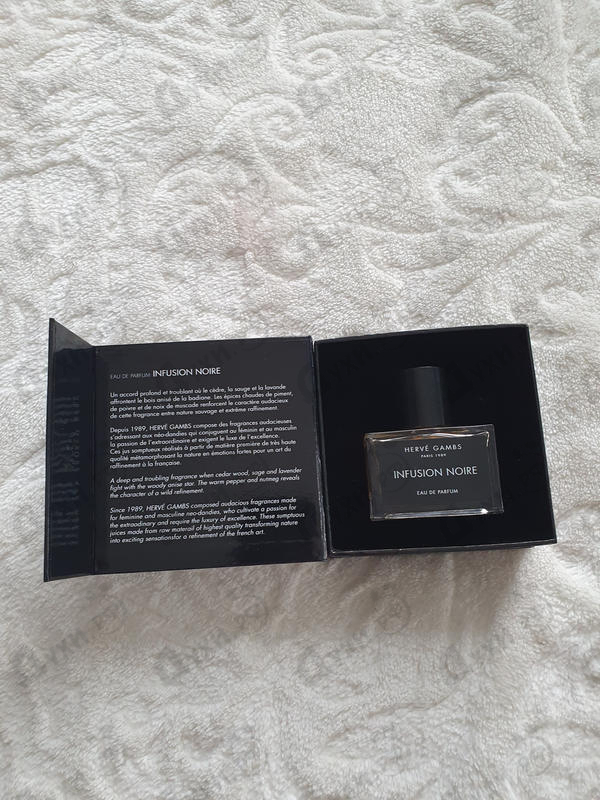 EAU DE PARFUM INFUSION NOIRE
Un accord profond et troublant où le cèdre, la sauge et la lavande
affrontent le bois anisé de la badiane. Les épices chaudes de piment,
de poivre et de noix de muscade renforcent le caractère audacieux
de cette fragrance entre nature sauvage et extrême raffinement.
Depuis 1989, HERVÉ GAMBS compose des fragrances audacieuses
s'adressant aux néo-dandies qui conjuguent au féminin et au masculin
la passion de l'extraordinaire et exigent le luxe de l'excellence.
Ces jus somptueux réalisés à partir de matière première de très haute
qualité métamorphosant la nature en émotions fortes pour un art du
raffinement à la française.
A deep and troubling fragrance when cedar wood, sage and lavender
fight with the woody anise star. The warm pepper and nutmeg reveals
the character of a wild refinement.
Since 1989, HERVÉ GAMBS composed audacious fragrances made
for feminine and masculine neo-dandies, who cultivate a passion for
the extraordinary and require the luxury of excellence. These sumptuous
juices made from raw materail of highest quality transforming nature
into exciting sensationsfor a refinement of the french art.
HERVÉ GAMBS
PARIS 1989
INFUSION NOIRE
EAU DE PARFUM